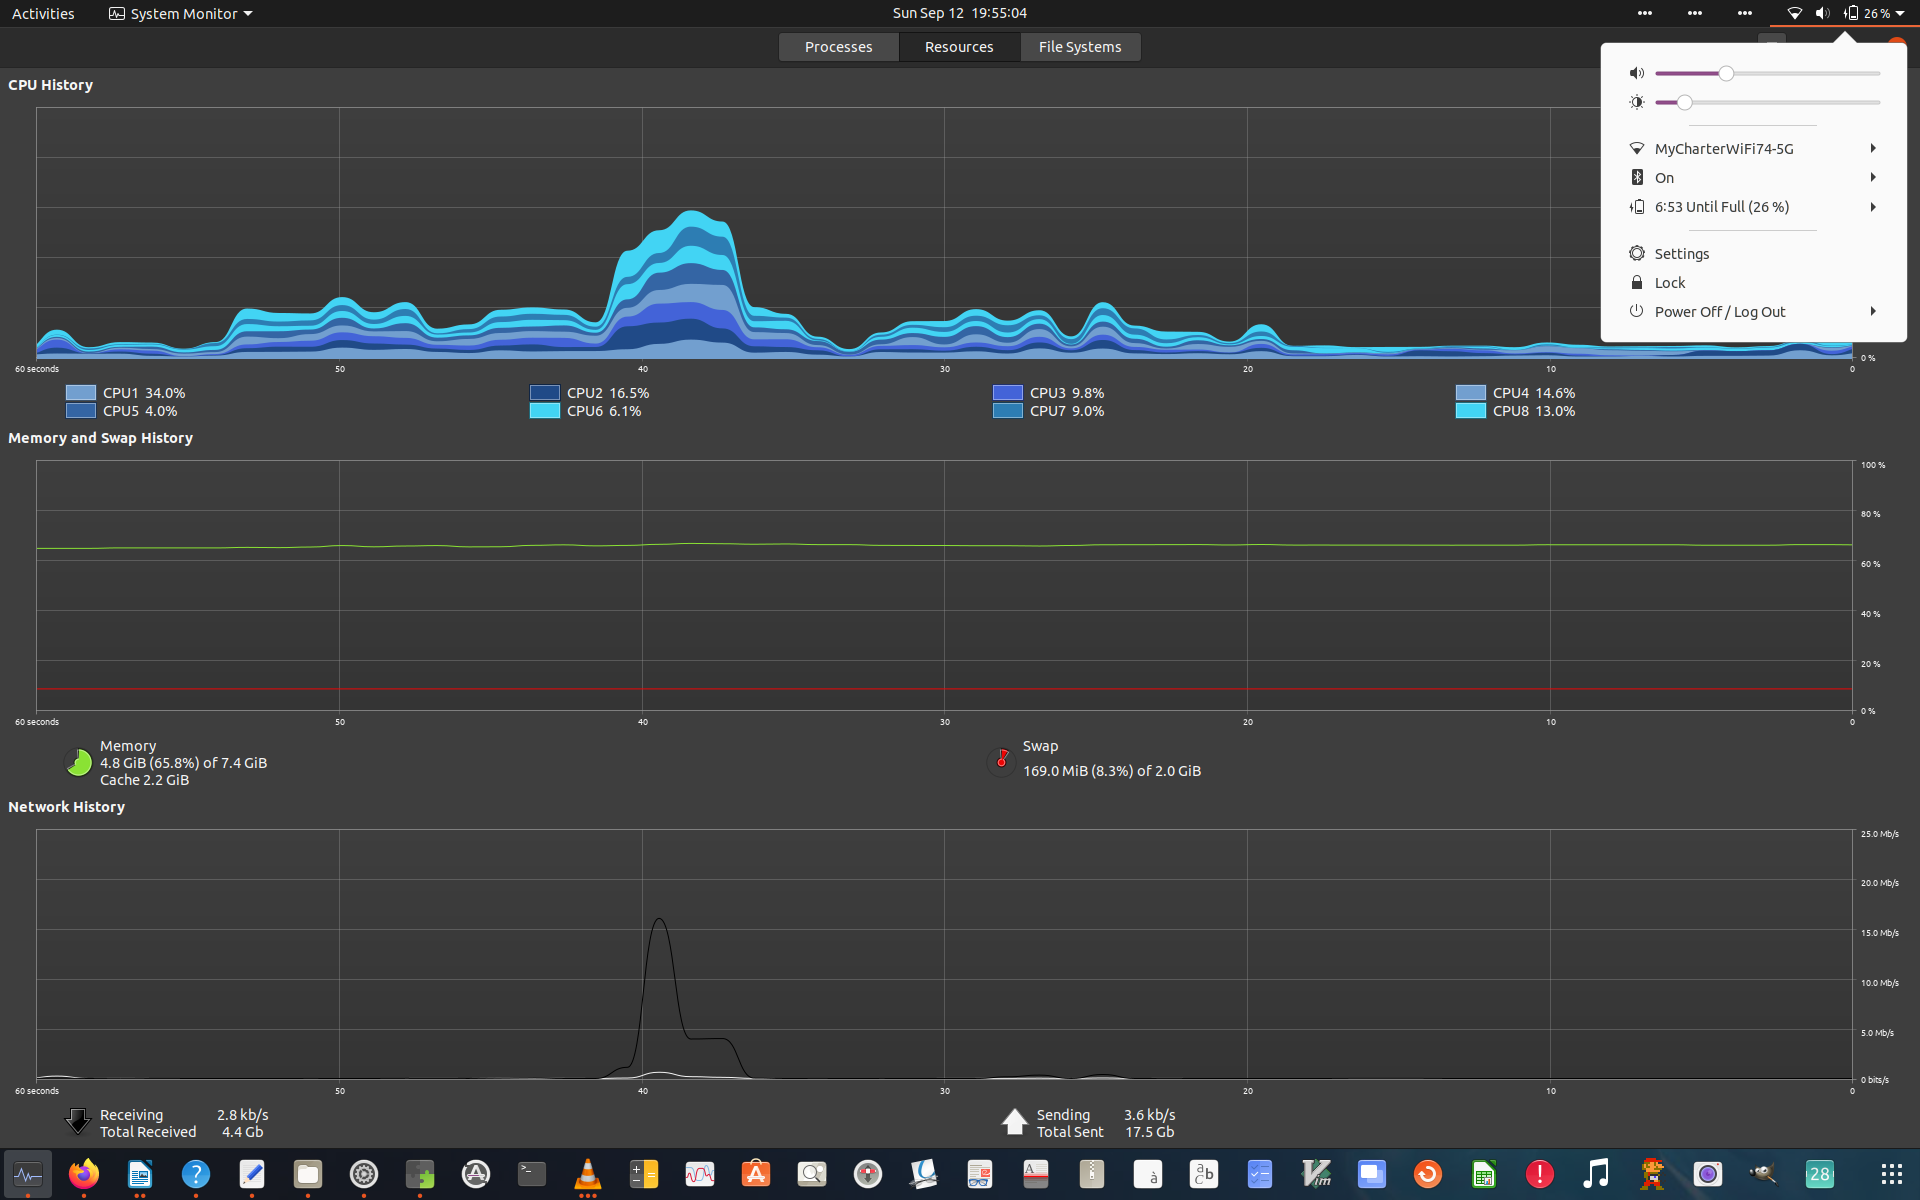 Activities
System Monitor
Sun Sep 12 19:55:04
26 %
Processes
Resources
File Systems
MyCharterWiFi74-5G
On
6:53 Until Full (26 %)
Settings
Lock
Power Off / Log Out
CPU History
0 %
60 seconds 50 40 30 20 10 0
CPU1 34.0% CPU2 16.5% CPU3 9.8% CPU4 14.6%
CPU5 4.0% CPU6 6.1% CPU7 9.0% CPU8 13.0%
Memory and Swap History
100 %
80 %
60 %
40 %
20 %
0 %
60 seconds 50 40 30 20 10 0
Memory
4.8 GiB (65.8%) of 7.4 GiB
Cache 2.2 GiB
Swap
169.0 MiB (8.3%) of 2.0 GiB
Network History
25.0 Mb/s
20.0 Mb/s
15.0 Mb/s
10.0 Mb/s
5.0 Mb/s
0 bits/s
60 seconds 50 40 30 20 10 0
Receiving 2.8 kb/s
Total Received 4.4 Gb
Sending 3.6 kb/s
Total Sent 17.5 Gb
?
>_
A
à
a b c
Vim
!
28